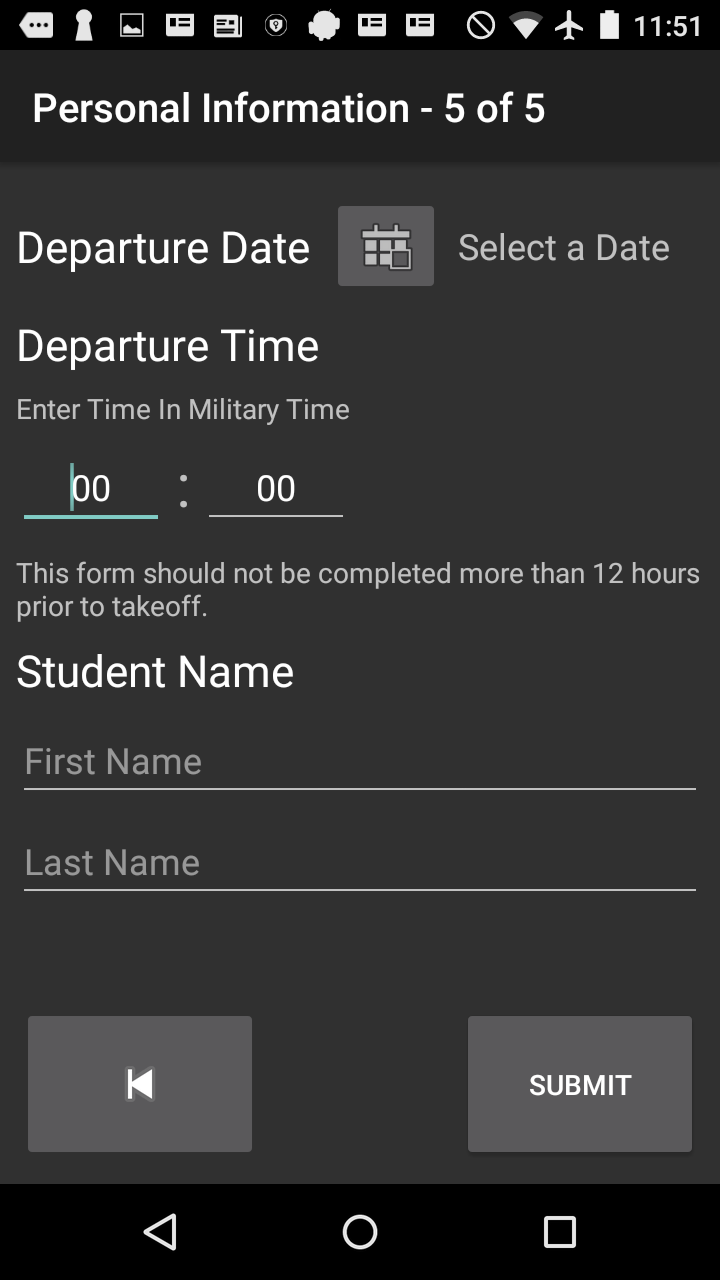 11:51
Personal Information - 5 of 5
Departure Date Select a Date
Departure Time
Enter Time In Military Time
00 : 00
This form should not be completed more than 12 hours
prior to takeoff.
Student Name
First Name
Last Name
SUBMIT